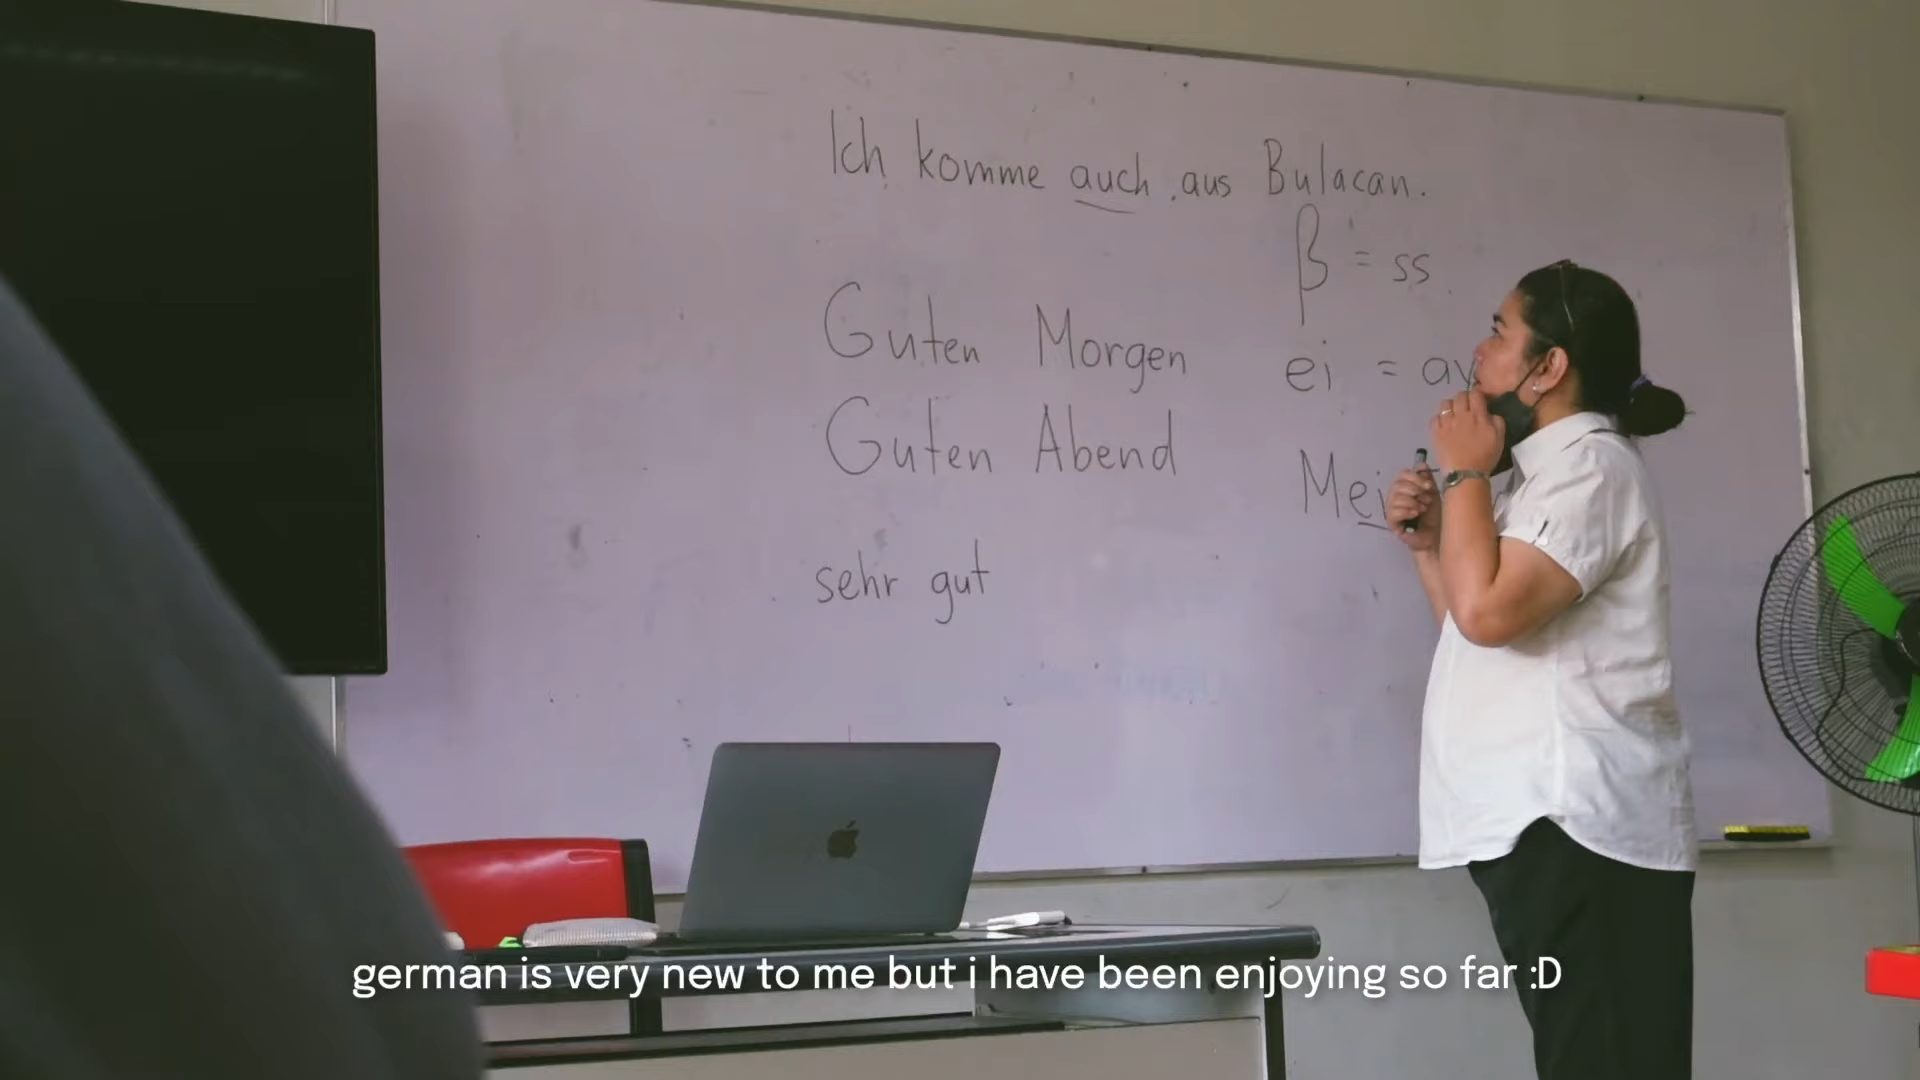 Ich komme auch aus Bulacan.
β = ss
Guten Morgen
ei = ay
Guten Abend
sehr gut
german is very new to me but i have been enjoying so far :D